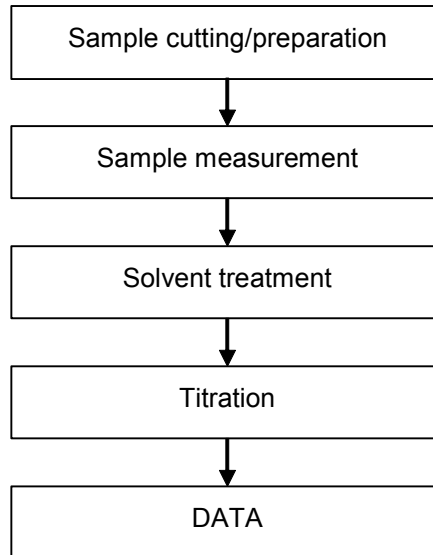 Sample cutting/preparation
Sample measurement
Solvent treatment
Titration
DATA